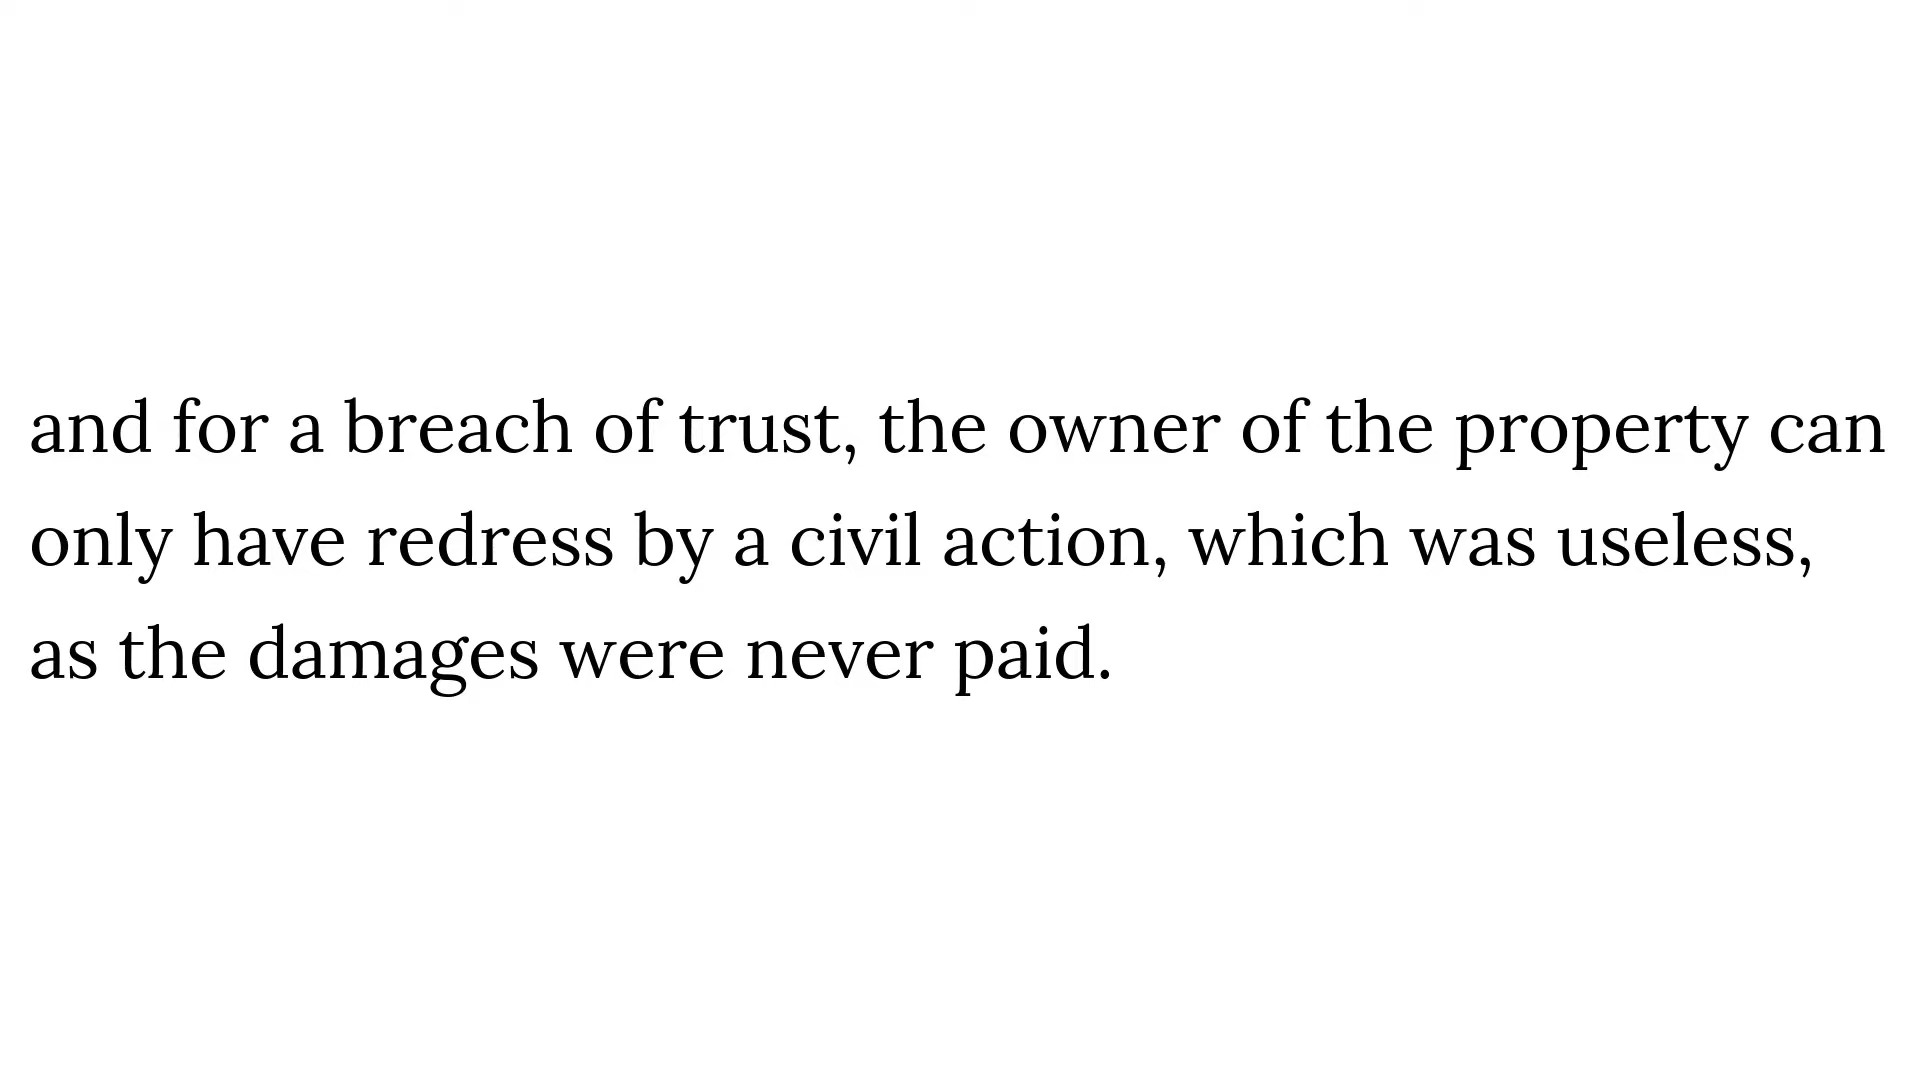 and for a breach of trust, the owner of the property can
only have redress by a civil action, which was useless,
as the damages were never paid.